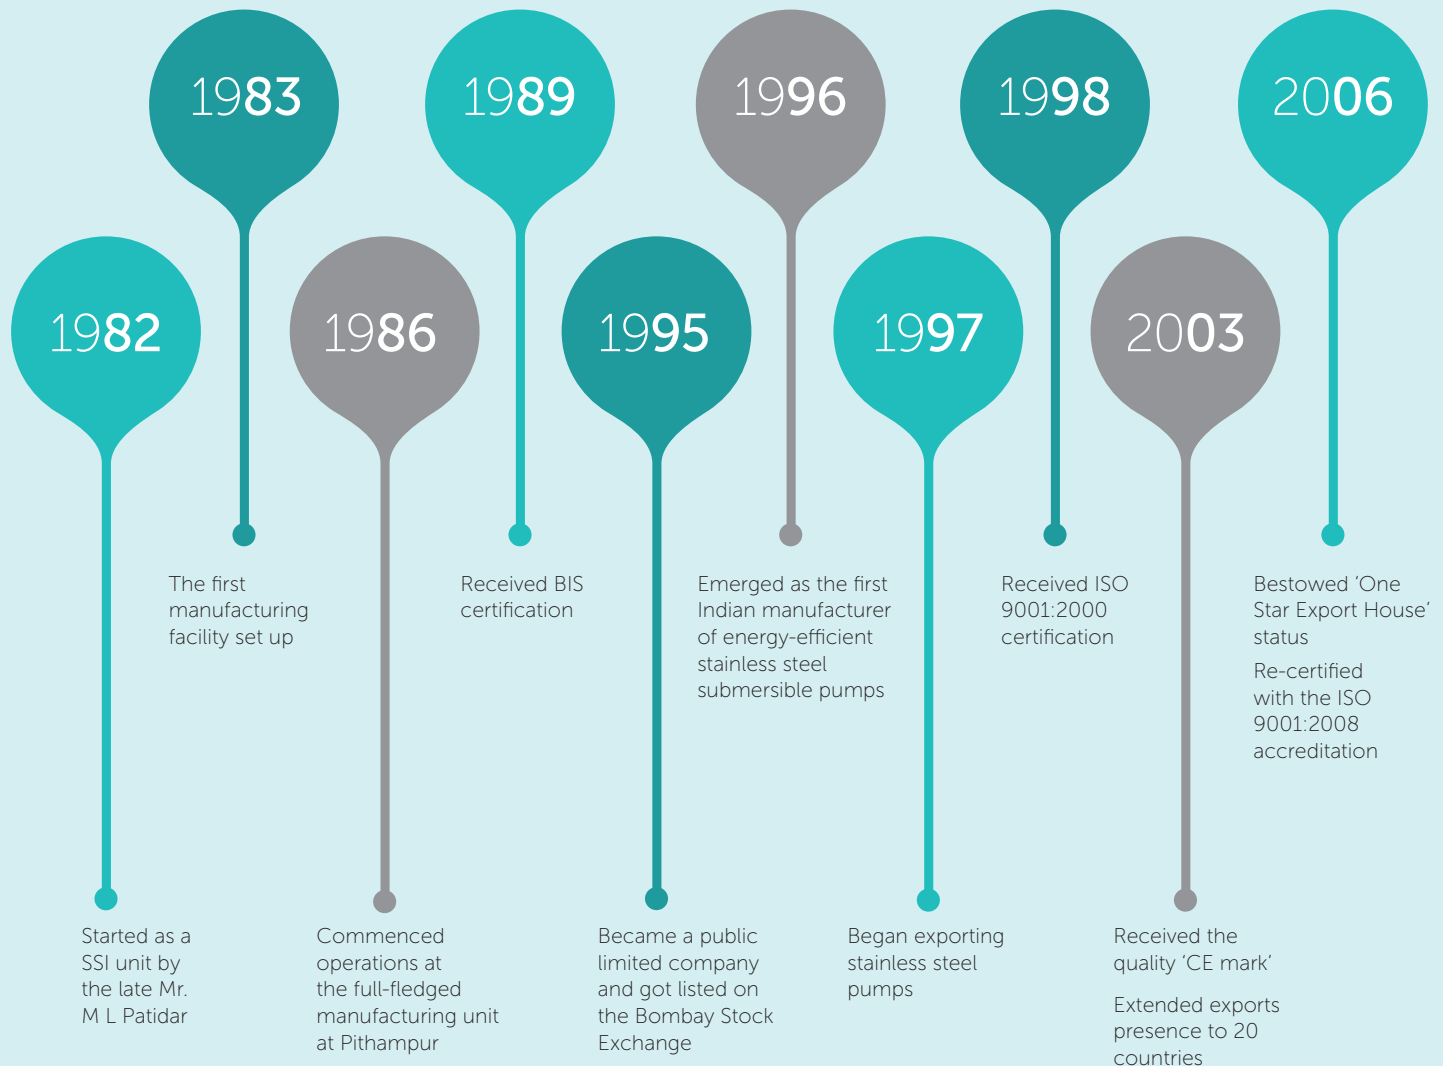 1982
Started as a
SSI unit by
the late Mr.
M L Patidar
1983
The first
manufacturing
facility set up
1986
Commenced
operations at
the full-fledged
manufacturing unit
at Pithampur
1989
Received BIS
certification
1995
Became a public
limited company
and got listed on
the Bombay Stock
Exchange
1996
Emerged as the first
Indian manufacturer
of energy-efficient
stainless steel
submersible pumps
1997
Began exporting
stainless steel
pumps
1998
Received ISO
9001:2000
certification
2003
Received the
quality ‘CE mark’
Extended exports
presence to 20
countries
2006
Bestowed ‘One
Star Export House’
status
Re-certified
with the ISO
9001:2008
accreditation